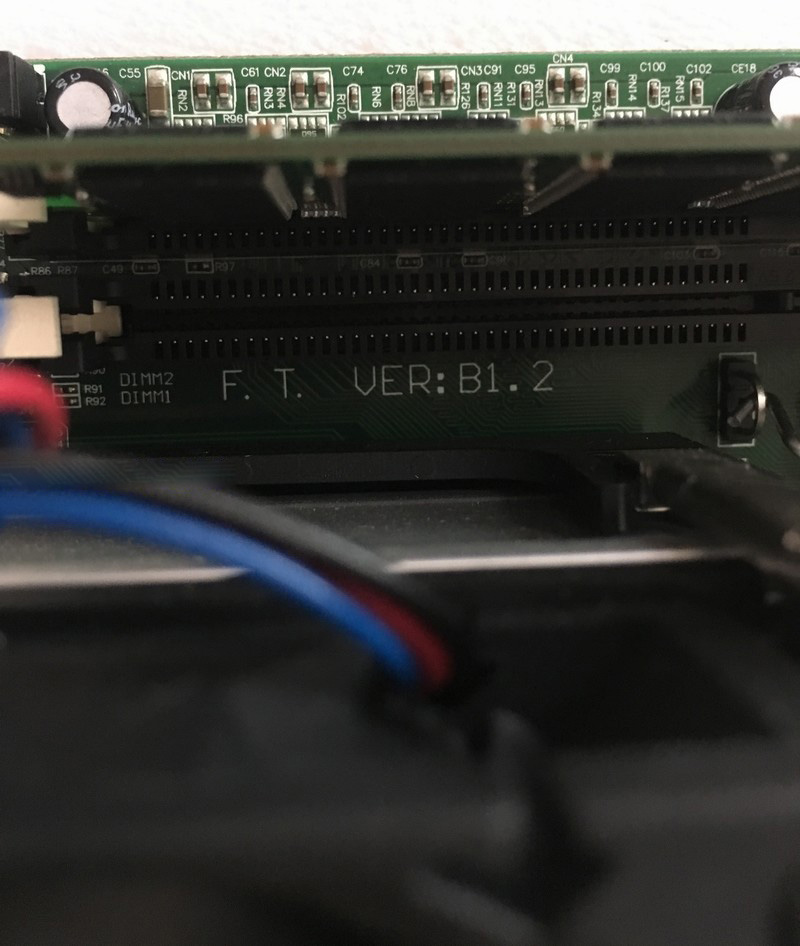 C55 CN1 C61 CN2 C74 C76 CN3 C91 C95 CN4 C99 C100 C102 CE18
RN2 RN3 RN4 R102 RN6 RN8 R126 RN11 R131 RN13 R134 RN14 R137 RN15
R96
R86 R87 C49 R97 C84
R91 DIMM2
R92 DIMM1
F. T. VER:B1.2